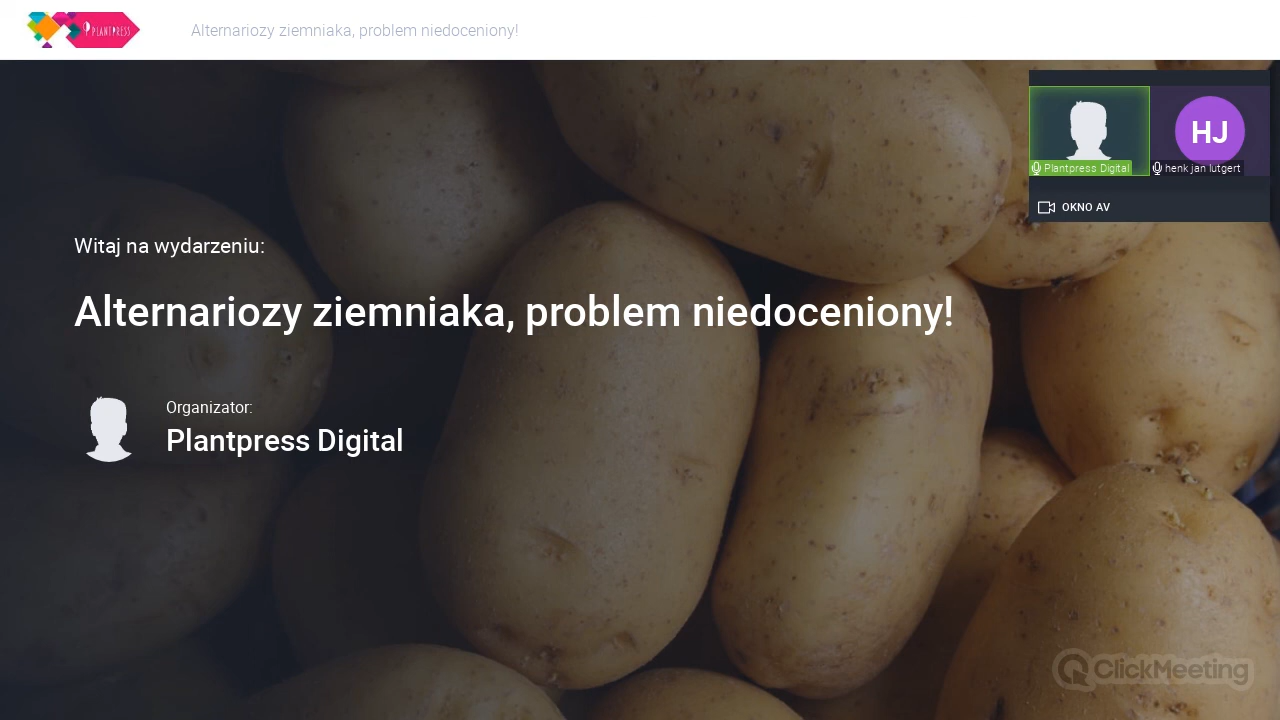 PLANTPRESS
Alternariozy ziemniaka, problem niedoceniony!
HJ
Plantpress Digital
henk jan lutgert
OKNO AV
Witaj na wydarzeniu:
Alternariozy ziemniaka, problem niedoceniony!
Organizator:
Plantpress Digital
ClickMeeting